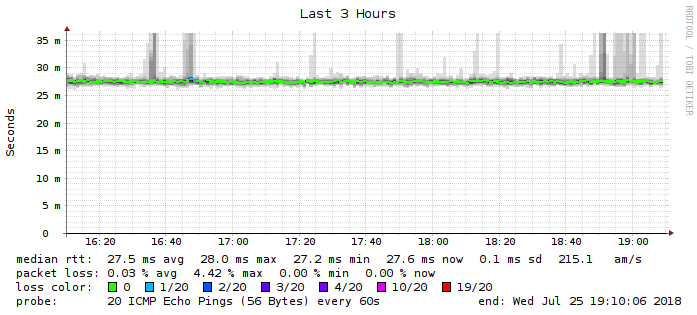 Last 3 Hours
RRDTOOL / TOBI OETIKER
Seconds
35 m
30 m
25 m
20 m
15 m
10 m
5 m
0
16:20 16:40 17:00 17:20 17:40 18:00 18:20 18:40 19:00
median rtt: 27.5 ms avg 28.0 ms max 27.2 ms min 27.6 ms now 0.1 ms sd 215.1 am/s
packet loss: 0.03 % avg 4.42 % max 0.00 % min 0.00 % now
loss color: 0 1/20 2/20 3/20 4/20 10/20 19/20
probe: 20 ICMP Echo Pings (56 Bytes) every 60s end: Wed Jul 25 19:10:06 2018